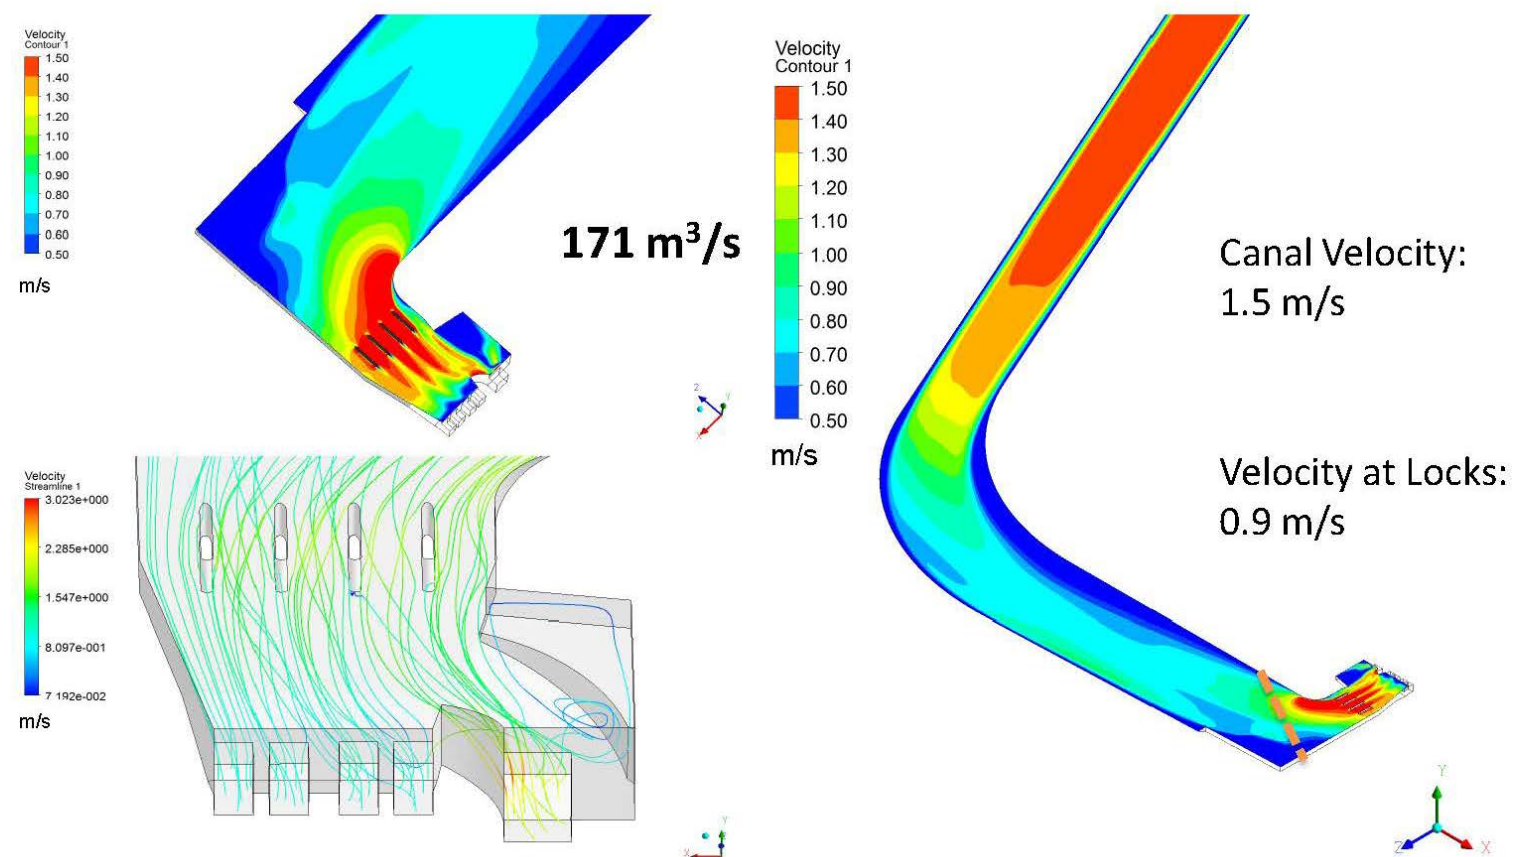 Velocity
Contour 1
1.50
1.40
1.30
1.20
1.10
1.00
0.90
0.80
0.70
0.60
0.50
m/s
171 m³/s
Z
Y
X
Velocity
Streamline 1
3.023e+000
2.285e+000
1.547e+000
8.097e-001
7 192e-002
m/s
Y
X
Velocity
Contour 1
1.50
1.40
1.30
1.20
1.10
1.00
0.90
0.80
0.70
0.60
0.50
m/s
Canal Velocity:
1.5 m/s
Velocity at Locks:
0.9 m/s
Y
Z
X